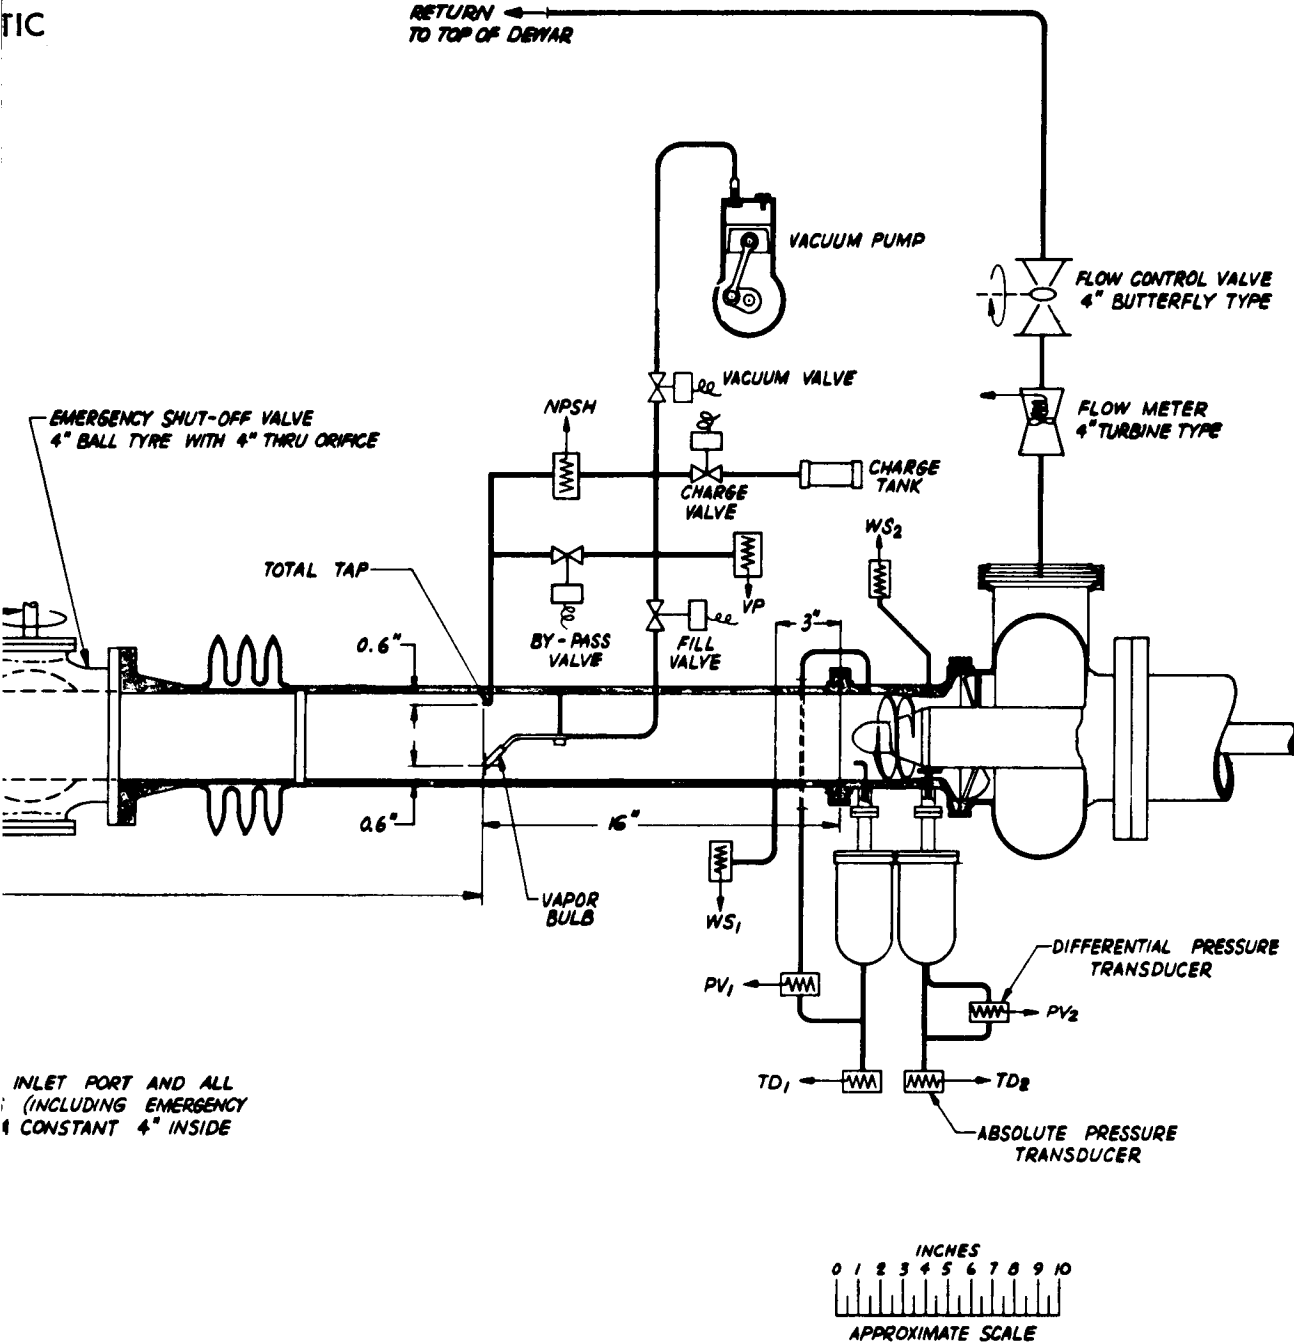 TIC
RETURN
TO TOP OF DEWAR
VACUUM PUMP
FLOW CONTROL VALVE
4" BUTTERFLY TYPE
VACUUM VALVE
NPSH
EMERGENCY SHUT-OFF VALVE
4" BALL TYRE WITH 4" THRU ORIFICE
FLOW METER
4" TURBINE TYPE
CHARGE
TANK
CHARGE
VALVE
WS2
TOTAL TAP
VP
3"
BY-PASS
VALVE
FILL
VALVE
0.6"
0.6"
16"
VAPOR
BULB
WS1
DIFFERENTIAL PRESSURE
TRANSDUCER
PV1
PV2
TD1
TD2
INLET PORT AND ALL
(INCLUDING EMERGENCY
CONSTANT 4" INSIDE
ABSOLUTE PRESSURE
TRANSDUCER
INCHES
0 1 2 3 4 5 6 7 8 9 10
APPROXIMATE SCALE